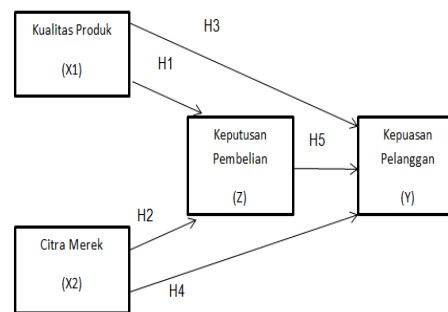 Kualitas Produk
(X1)
H3
H1
Keputusan
Pembelian
(Z)
H5
Kepuasan
Pelanggan
(Y)
H2
Citra Merek
(X2)
H4